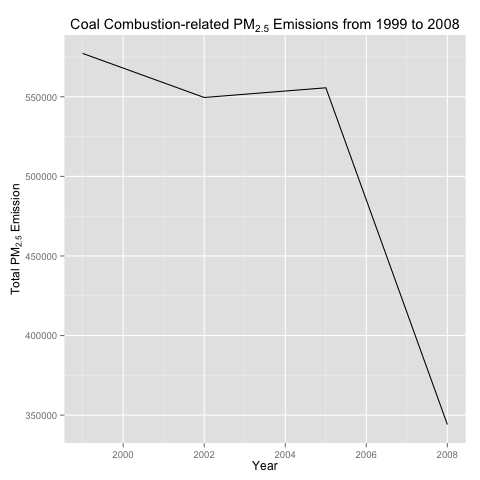 Coal Combustion-related PM2.5 Emissions from 1999 to 2008
Total PM2.5 Emission
550000
500000
450000
400000
350000
2000 2002 2004 2006 2008
Year